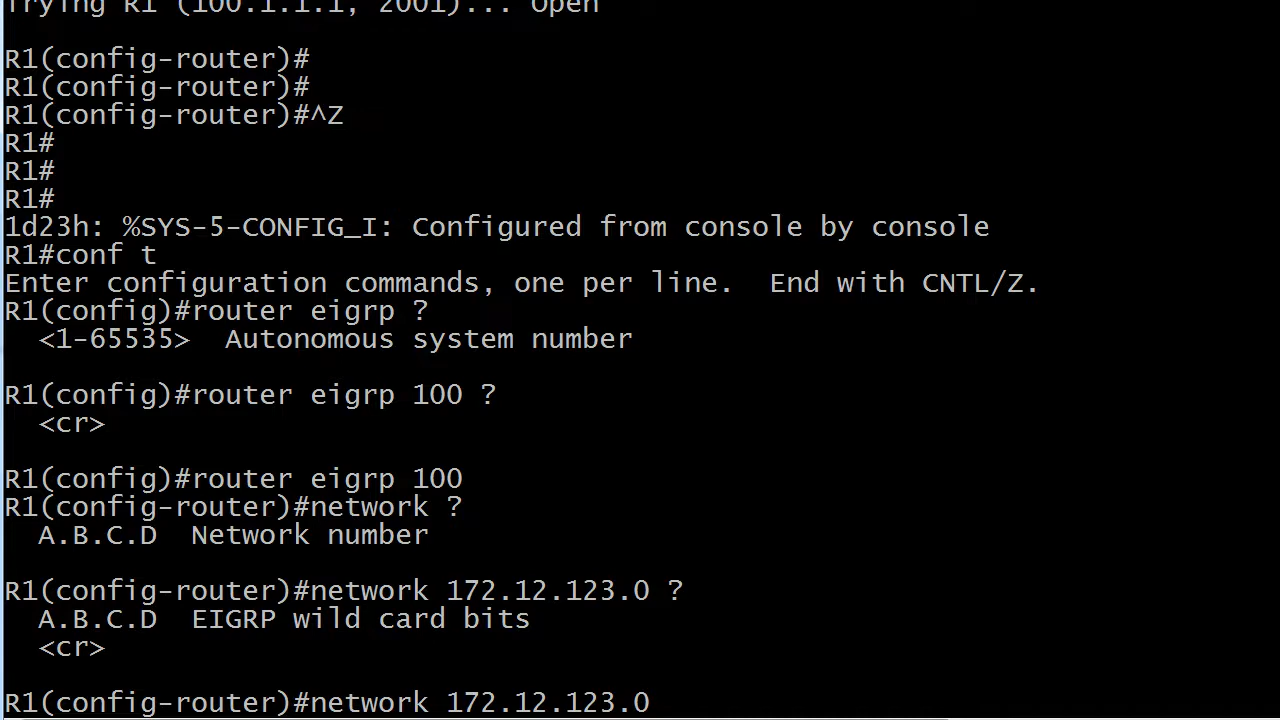 Trying R1 (100.1.1.1, 2001)... Open
R1(config-router)#
R1(config-router)#
R1(config-router)#^Z
R1#
R1#
R1#
1d23h: %SYS-5-CONFIG_I: Configured from console by console
R1#conf t
Enter configuration commands, one per line.  End with CNTL/Z.
R1(config)#router eigrp ?
  <1-65535>  Autonomous system number
R1(config)#router eigrp 100 ?
  <cr>
R1(config)#router eigrp 100
R1(config-router)#network ?
  A.B.C.D  Network number
R1(config-router)#network 172.12.123.0 ?
  A.B.C.D  EIGRP wild card bits
  <cr>
R1(config-router)#network 172.12.123.0